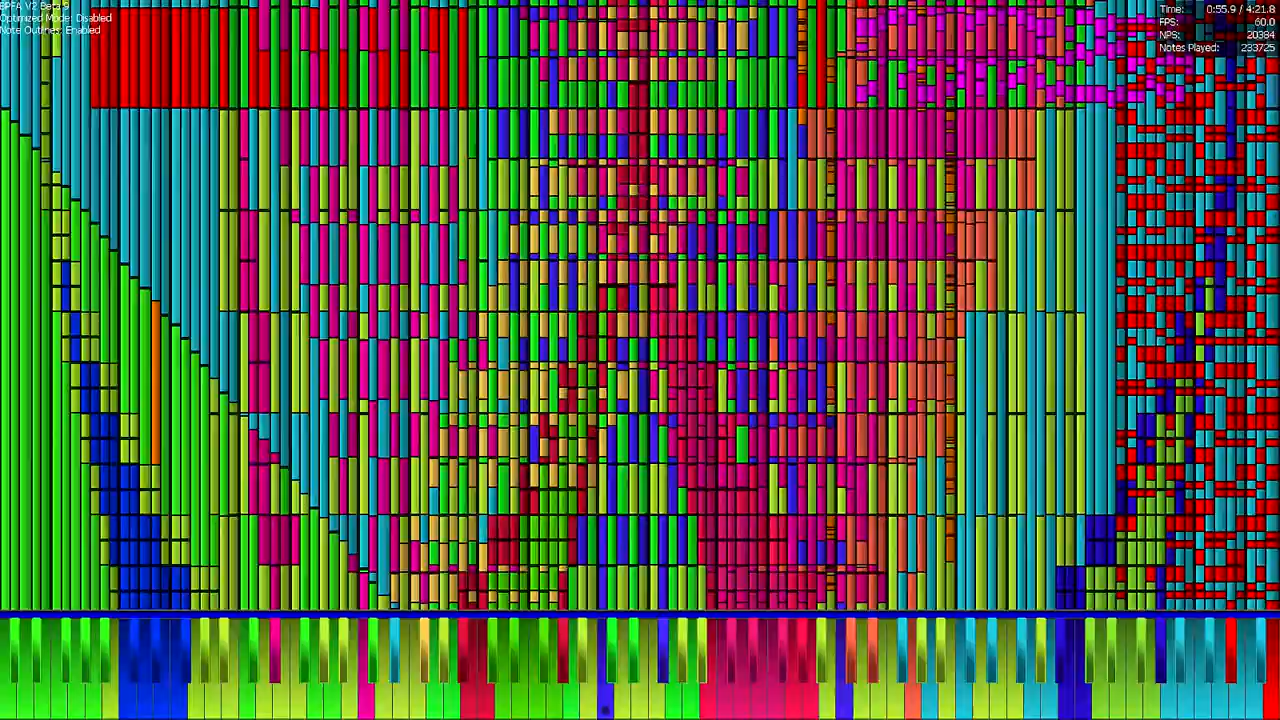 BPFA V2 Beta 9
Optimized Mode: Disabled
Note Outlines: Enabled
Time: 0:55.9 / 4:21.8
FPS: 60.0
NPS: 20384
Notes Played: 233725